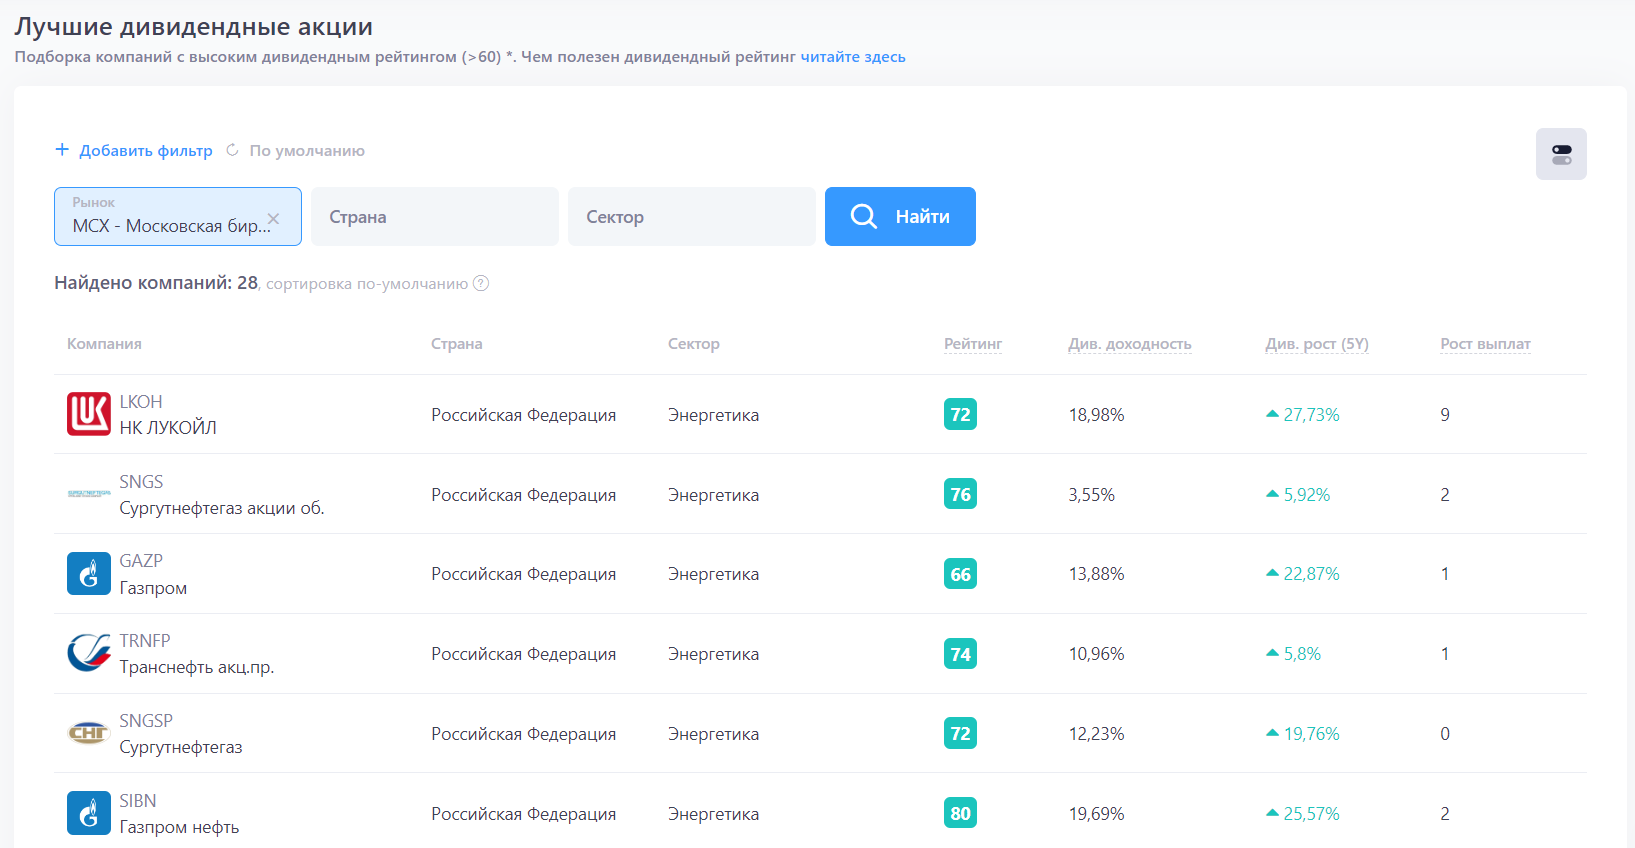 Лучшие дивидендные акции
Подборка компаний с высоким дивидендным рейтингом (>60) *. Чем полезен дивидендный рейтинг читайте здесь
+ Добавить фильтр По умолчанию
Рынок
MCX - Московская бир...
Страна
Сектор
Найти
Найдено компаний: 28, сортировка по-умолчанию ?
Компания Страна Сектор Рейтинг Див. доходность Див. рост (5Y) Рост выплат
LUK
LKOH
НК ЛУКОЙЛ
Российская Федерация Энергетика 72 18,98% 27,73% 9
SNGS
Сургутнефтегаз акции об.
Российская Федерация Энергетика 76 3,55% 5,92% 2
GAZP
Газпром
Российская Федерация Энергетика 66 13,88% 22,87% 1
TRNFP
Транснефть акц.пр.
Российская Федерация Энергетика 74 10,96% 5,8% 1
СНГ
SNGSP
Сургутнефтегаз
Российская Федерация Энергетика 72 12,23% 19,76% 0
SIBN
Газпром нефть
Российская Федерация Энергетика 80 19,69% 25,57% 2